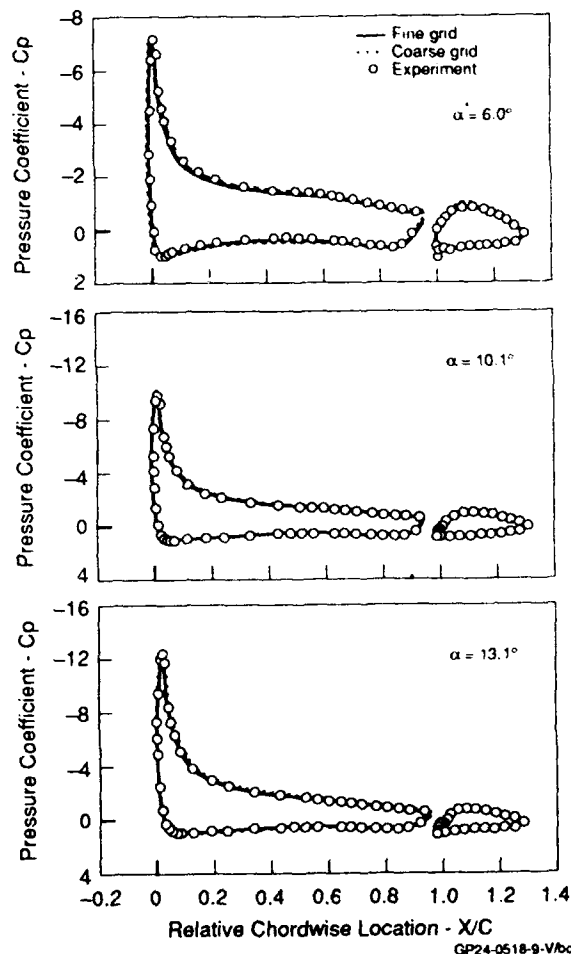 Fine grid
Coarse grid
Experiment
α = 6.0°
Pressure Coefficient - Cp
-8
-6
-4
-2
0
2
α = 10.1°
Pressure Coefficient - Cp
-16
-12
-8
-4
0
4
α = 13.1°
Pressure Coefficient - Cp
-16
-12
-8
-4
0
4
-0.2 0 0.2 0.4 0.6 0.8 1.0 1.2 1.4
Relative Chordwise Location - X/C
GP24-0518-9-V/bc